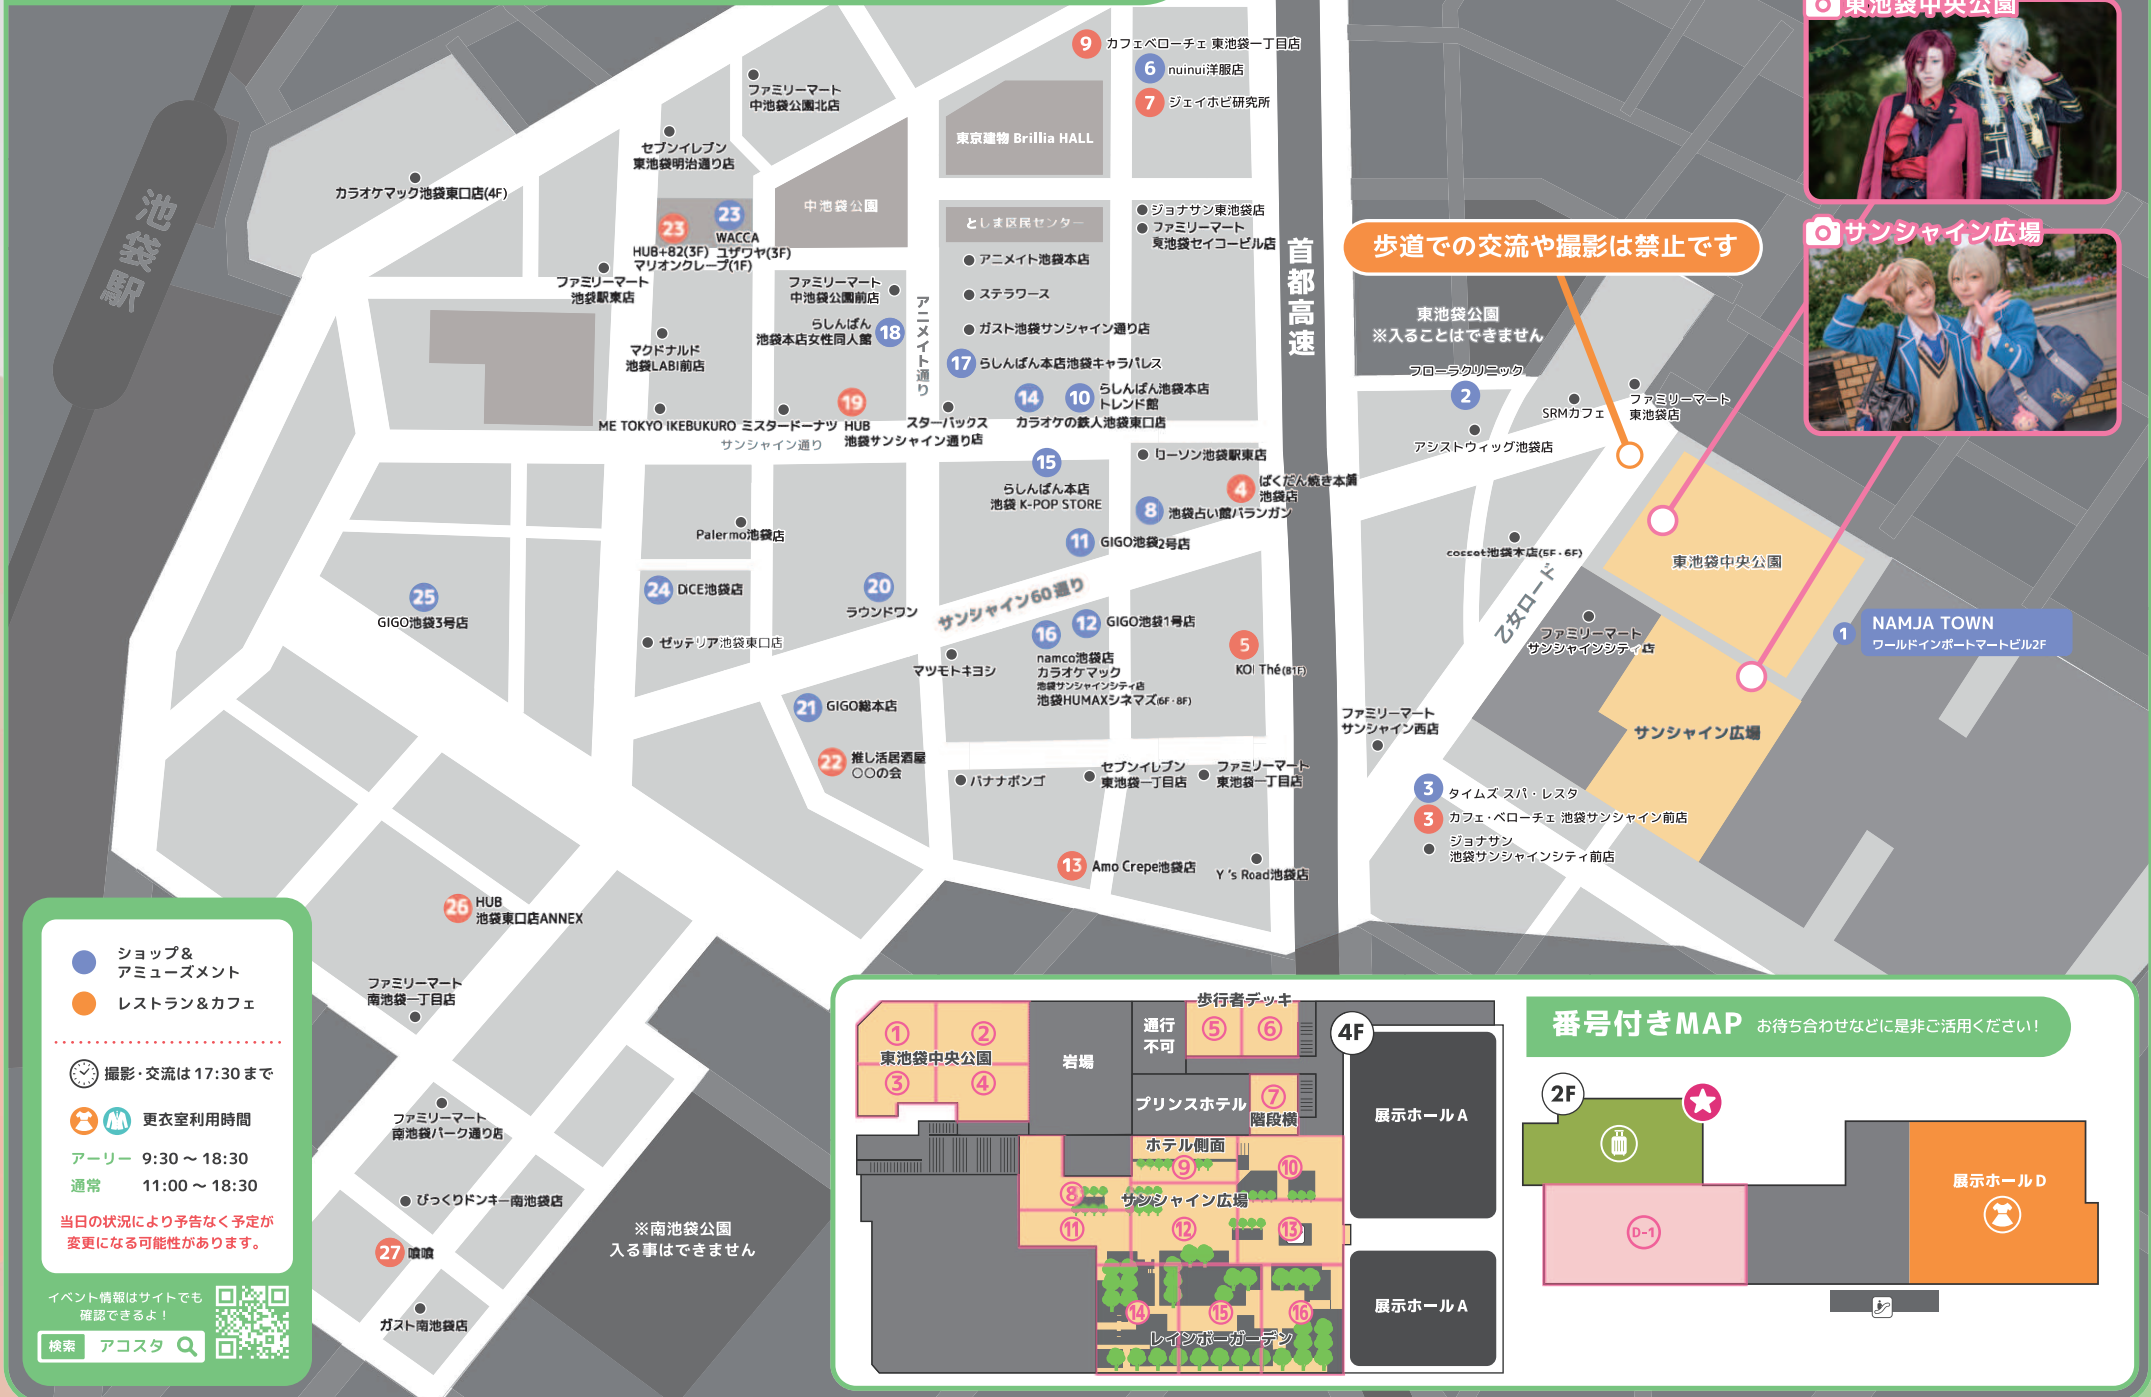 東池袋中央公園
サンシャイン広場
9 カフェベローチェ 東池袋一丁目店
6 nuinui洋服店
7 ジェイホビ研究所
ファミリーマート
中池袋公園北店
セブンイレブン
東池袋明治通り店
東京建物 Brillia HALL
カラオケマック池袋東口店(4F)
池袋駅
中池袋公園
としま区民センター
ジョナサン東池袋店
ファミリーマート
東池袋セイコービル店
23
23
WACCA
HUB+82(3F) ユザワヤ(3F)
マリオンクレープ(1F)
首都高速
歩道での交流や撮影は禁止です
アニメイト池袋本店
ファミリーマート
池袋駅東店
ファミリーマート
中池袋公園前店
ステラワース
アニメイト通り
らしんばん
池袋本店女性同人館
18
ガスト池袋サンシャイン通り店
東池袋公園
※入ることはできません
マクドナルド
池袋LABI前店
17 らしんばん本店池袋キャラパレス
フローラクリニック
2
14
10
らしんばん池袋本店
トレンド館
カラオケの鉄人池袋東口店
19
ME TOKYO IKEBUKURO
ミスタードーナツ
HUB
池袋サンシャイン通り店
スターバックス
サンシャイン通り
SRMカフェ
ファミリーマート
東池袋店
アシストウィッグ池袋店
15
らしんばん本店
池袋 K-POP STORE
ローソン池袋駅東店
4 ばくだん焼き本舗
池袋店
8 池袋占い館バランガン
11 GIGO池袋2号店
Palermo池袋店
cosset池袋本店(5F・6F)
東池袋中央公園
24 DiCE池袋店
20
ラウンドワン
サンシャイン60通り
25
GIGO池袋3号店
ゼッテリア池袋東口店
12 GIGO池袋1号店
16
namco池袋店
カラオケマック
池袋サンシャインシティ店
池袋HUMAXシネマズ(6F・8F)
5
KOI Thé(B1F)
マツモトキヨシ
乙女ロード
ファミリーマート
サンシャインシティ店
1
NAMJA TOWN
ワールドインポートマートビル2F
21 GIGO総本店
ファミリーマート
サンシャイン西店
サンシャイン広場
22 推し活居酒屋
〇〇の会
バナナボンゴ
セブンイレブン
東池袋一丁目店
ファミリーマート
東池袋一丁目店
3 タイムズ スパ・レスタ
3 カフェ・ベローチェ 池袋サンシャイン前店
ジョナサン
池袋サンシャインシティ前店
13 Amo Crepe池袋店
Y's Road池袋店
26 HUB
池袋東口店ANNEX
ファミリーマート
南池袋一丁目店
ファミリーマート
南池袋パーク通り店
びっくりドンキー南池袋店
27 喰喰
ガスト南池袋店
※南池袋公園
入る事はできません
ショップ&
アミューズメント
レストラン&カフェ
撮影・交流は17:30まで
更衣室利用時間
アーリー 9:30〜18:30
通常 11:00〜18:30
当日の状況により予告なく予定が
変更になる可能性があります。
イベント情報はサイトでも
確認できるよ！
検索 アコスタ
歩行者デッキ
① ②
東池袋中央公園
③ ④
岩場
通行
不可
⑤ ⑥
プリンスホテル
⑦
階段横
ホテル側面
⑨ ⑩
⑧
サンシャイン広場
⑪ ⑫ ⑬
⑭ ⑮ ⑯
レインボーガーデン
4F
展示ホールA
展示ホールA
番号付きMAP お待ち合わせなどに是非ご活用ください！
2F
D-1
展示ホールD